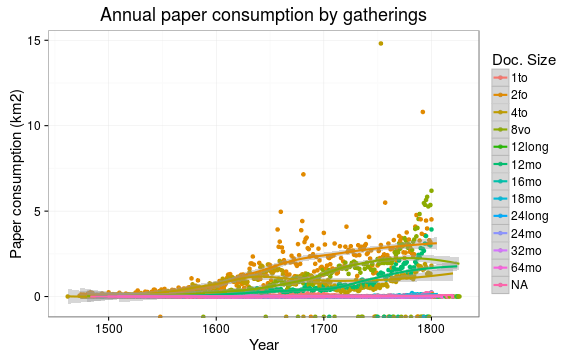 Annual paper consumption by gatherings
Paper consumption (km2)
15
10
5
0
1500
1600
1700
1800
Year
Doc. Size
1to
2fo
4to
8vo
12long
12mo
16mo
18mo
24long
24mo
32mo
64mo
NA